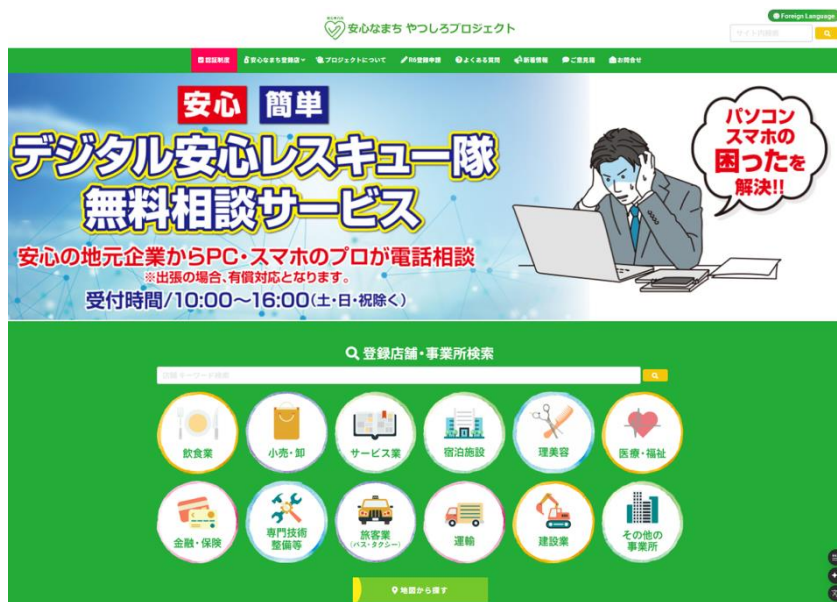 安心なまち やつしろプロジェクト
Foreign Language
サイト内検索
認証制度 安心なまち登録店 プロジェクトについて R6登録申請 よくある質問 新着情報 ご意見箱 お問合せ
安心 簡単
デジタル安心レスキュー隊
無料相談サービス
安心の地元企業からPC・スマホのプロが電話相談
※出張の場合、有償対応となります。
受付時間/10:00～16:00(土・日・祝除く)
パソコン
スマホの
困ったを
解決!!
登録店舗・事業所検索
店舗 キーワード検索
飲食業
小売・卸
サービス業
宿泊施設
理美容
医療・福祉
金融・保険
専門技術
整備等
旅客業
(バス・タクシー)
運輸
建設業
その他の
事業所
地図から探す